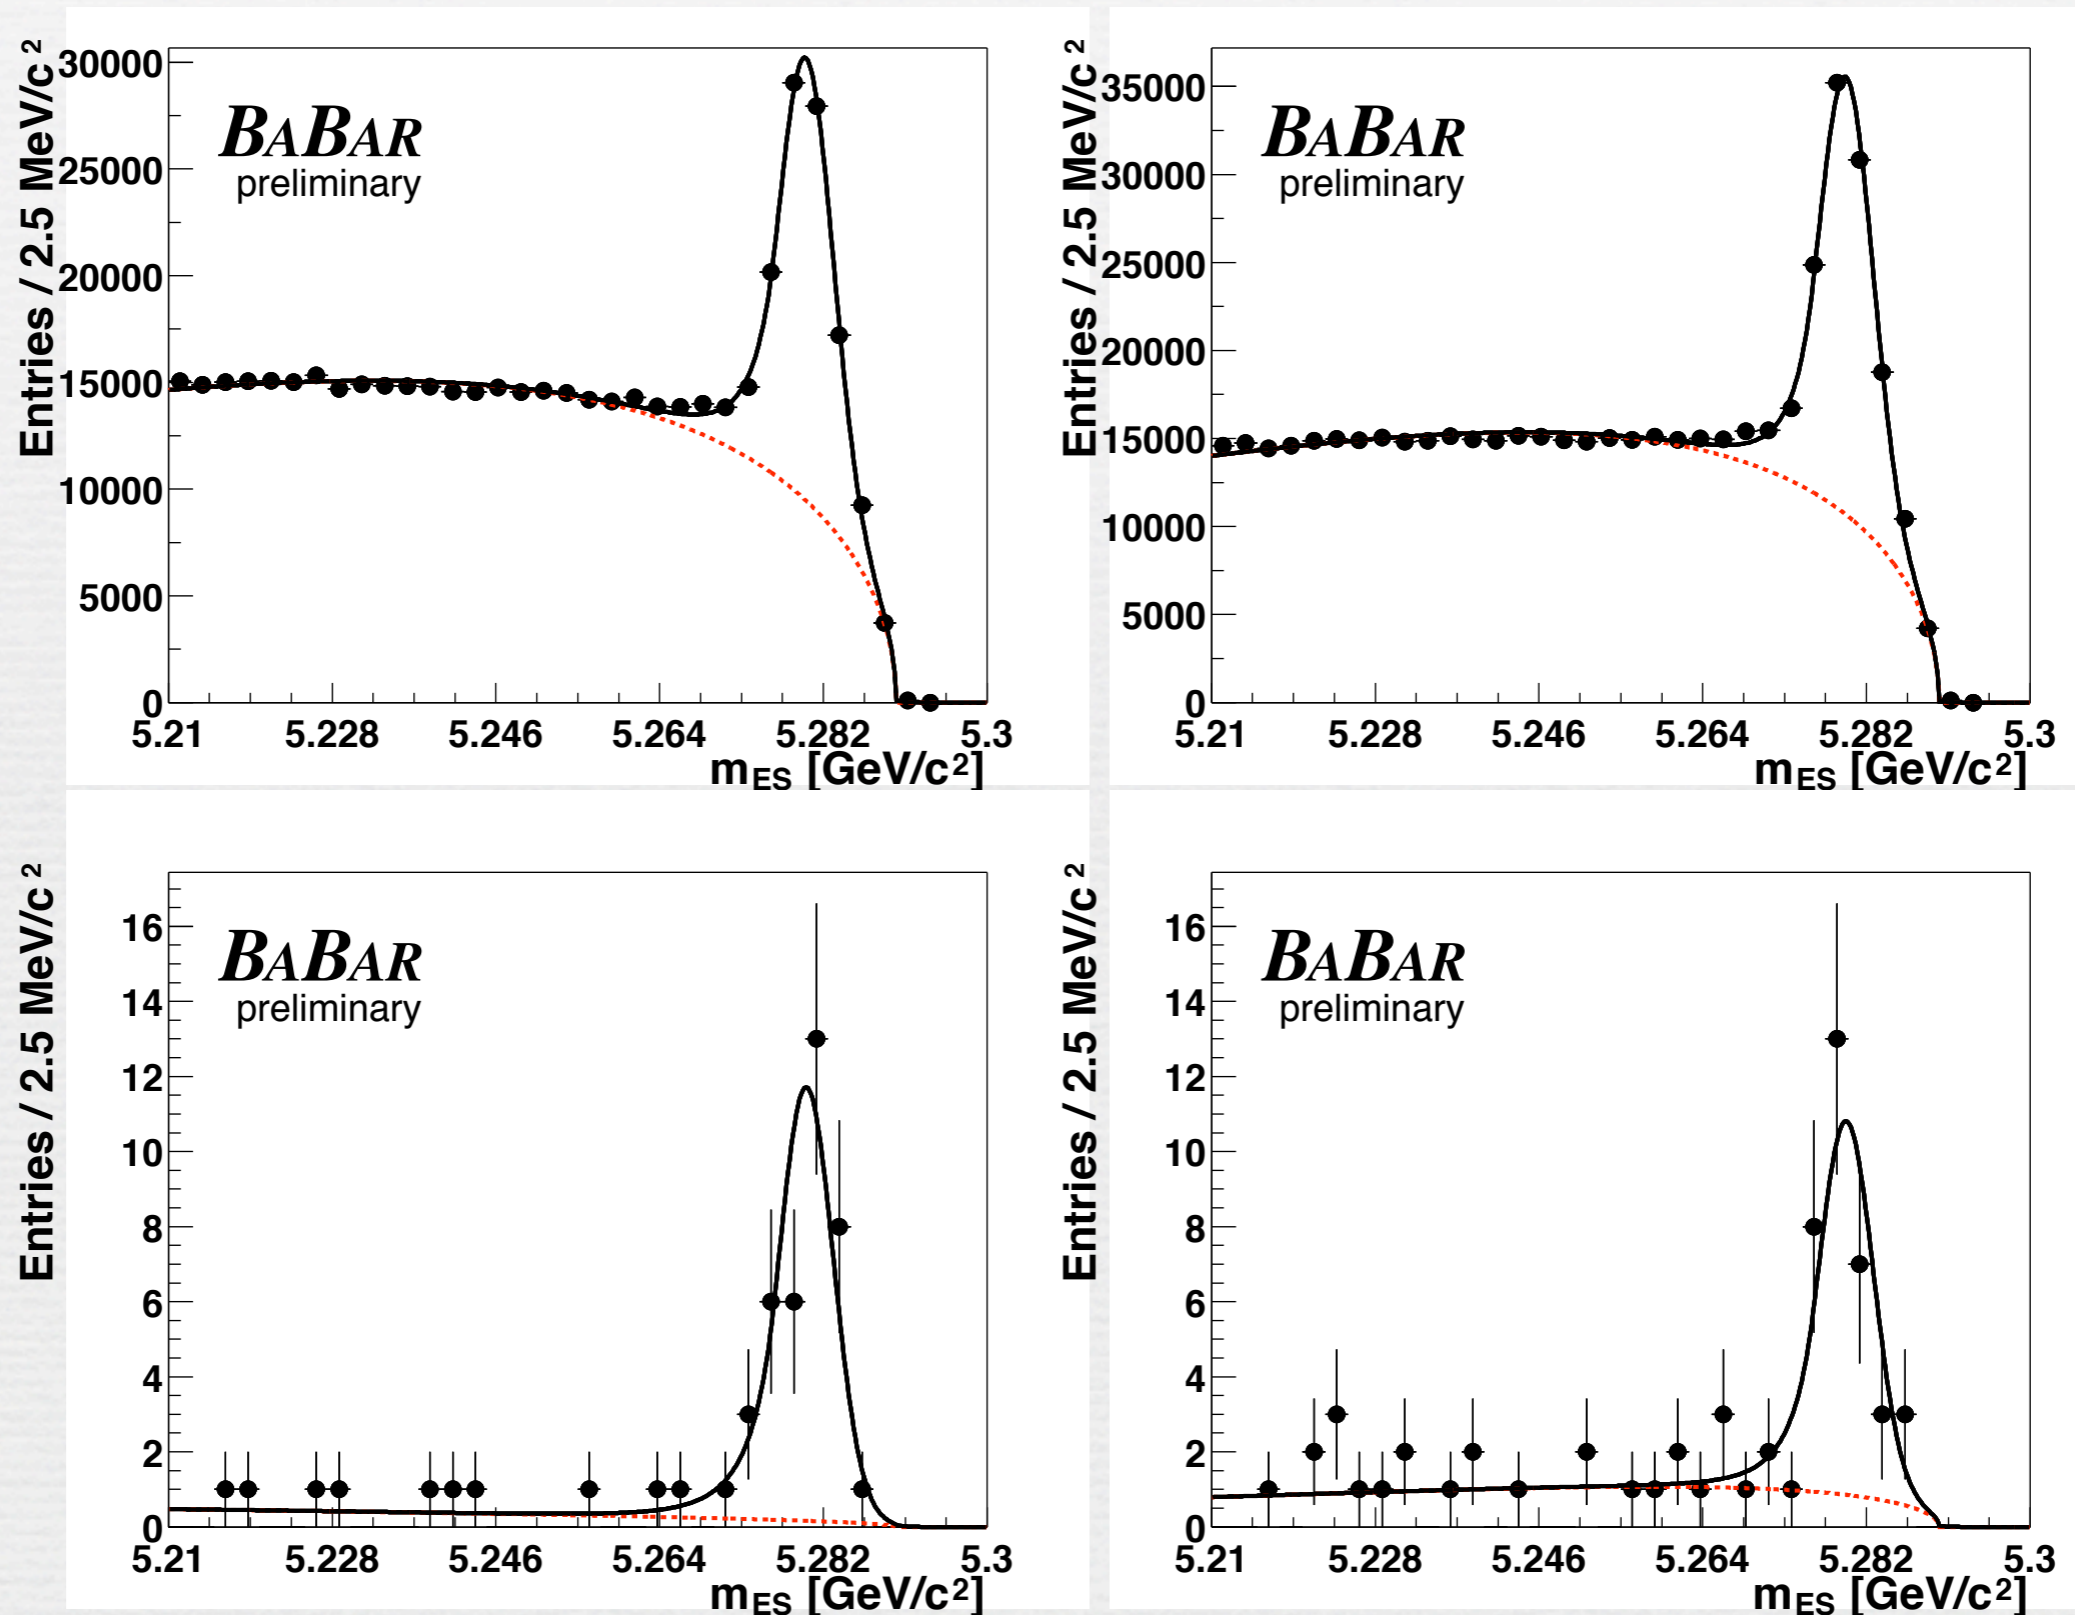 Entries / 2.5 MeV/c²
30000
25000
20000
15000
10000
5000
0
BABAR
preliminary
5.21 5.228 5.246 5.264 5.282 5.3
mES [GeV/c²]
Entries / 2.5 MeV/c²
35000
30000
25000
20000
15000
10000
5000
0
BABAR
preliminary
5.21 5.228 5.246 5.264 5.282 5.3
mES [GeV/c²]
Entries / 2.5 MeV/c²
16
14
12
10
8
6
4
2
0
BABAR
preliminary
5.21 5.228 5.246 5.264 5.282 5.3
mES [GeV/c²]
Entries / 2.5 MeV/c²
16
14
12
10
8
6
4
2
0
BABAR
preliminary
5.21 5.228 5.246 5.264 5.282 5.3
mES [GeV/c²]